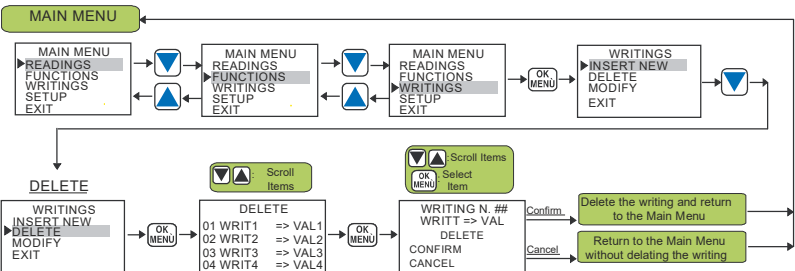 MAIN MENU
MAIN MENU
READINGS
FUNCTIONS
WRITINGS
SETUP
EXIT
MAIN MENU
READINGS
FUNCTIONS
WRITINGS
SETUP
EXIT
MAIN MENU
READINGS
FUNCTIONS
WRITINGS
SETUP
EXIT
OK
MENÙ
WRITINGS
INSERT NEW
DELETE
MODIFY
EXIT
DELETE
WRITINGS
INSERT NEW
DELETE
MODIFY
EXIT
OK
MENÙ
: Scroll
Items
DELETE
01 WRIT1 => VAL1
02 WRIT2 => VAL2
03 WRIT3 => VAL3
04 WRIT4 => VAL4
OK
MENÙ
:Scroll Items
OK
MENÙ
: Select
Item
WRITING N. ##
WRITT => VAL
DELETE
CONFIRM
CANCEL
Confirm
Delete the writing and return
to the Main Menu
Cancel
Return to the Main Menu
without delating the writing